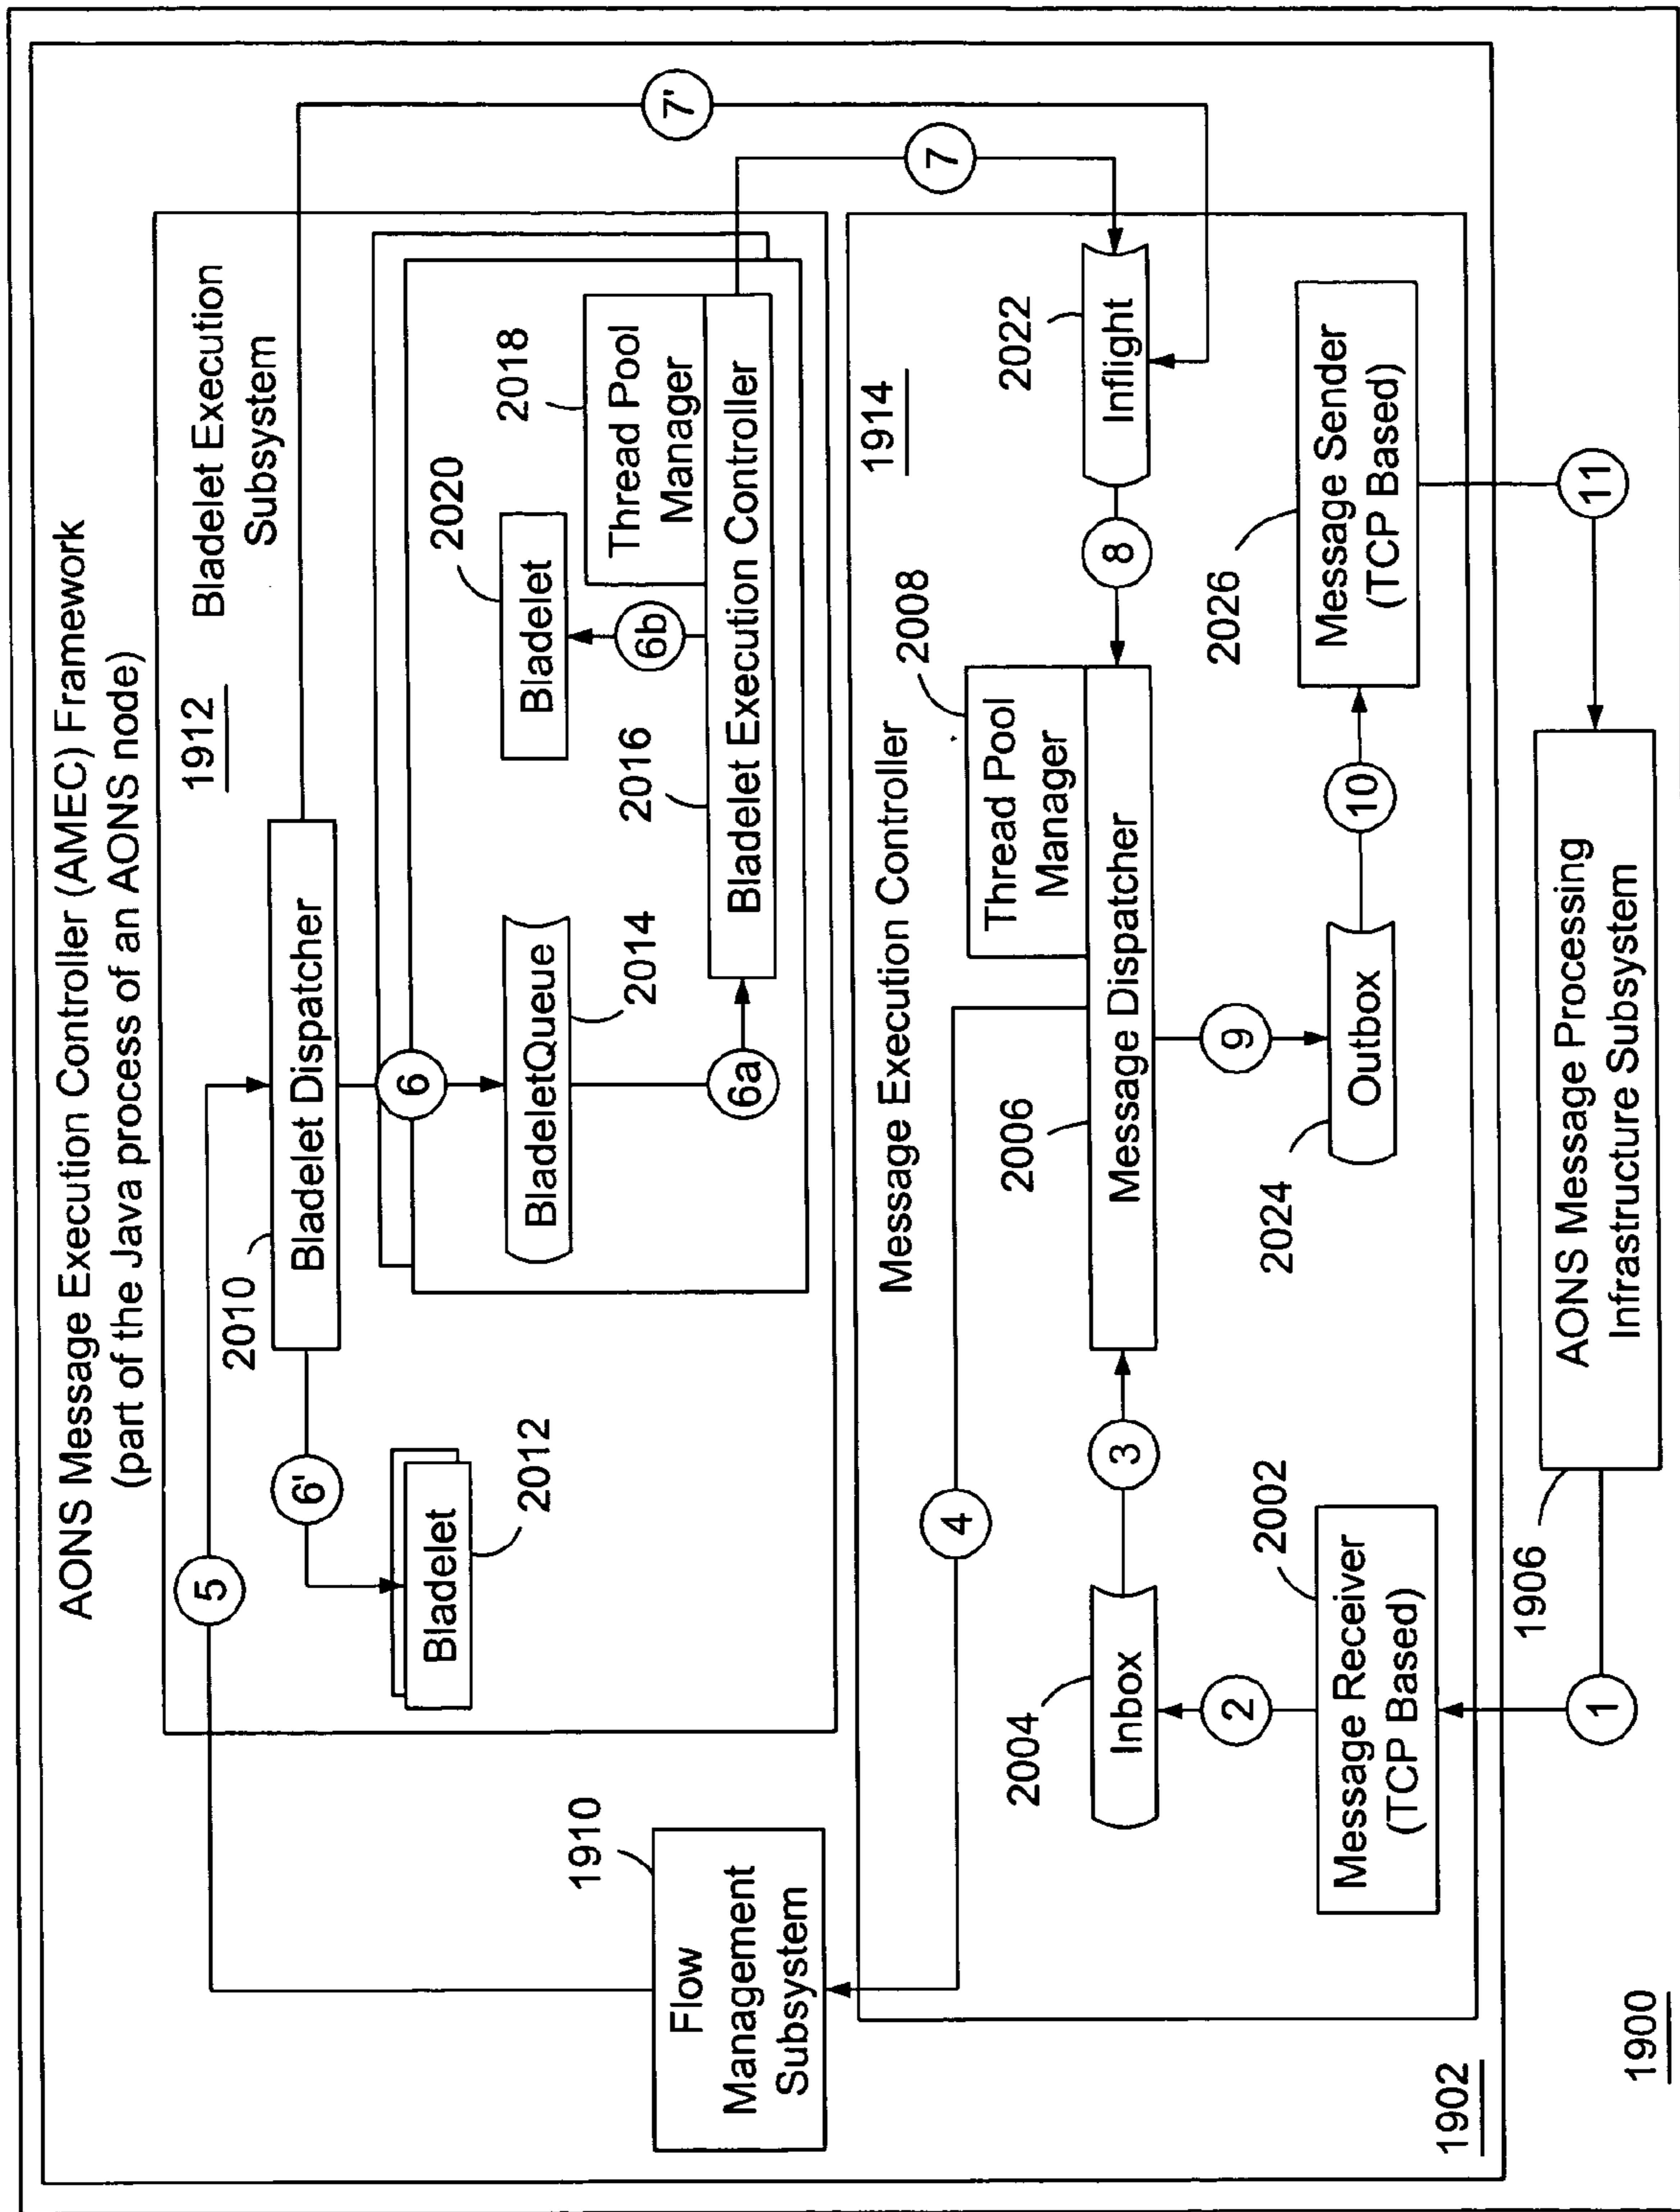 AONS Message Execution Controller (AMEC) Framework
(part of the Java process of an AONS node)
1912
Bladelet Execution
Subsystem
5
2010
Bladelet Dispatcher
7'
6'
Bladelet
2012
6
BladeletQueue
2014
6a
2020
Bladelet
6b
2018
Thread Pool
Manager
2016
Bladelet Execution Controller
7
1910
Flow
Management
Subsystem
Message Execution Controller
1914
4
2008
Thread Pool
Manager
2004
Inbox
3
2006
Message Dispatcher
8
2022
Inflight
2
9
2002
Message Receiver
(TCP Based)
2024
Outbox
10
2026
Message Sender
(TCP Based)
1902
1
1906
AONS Message Processing
Infrastructure Subsystem
11
1900